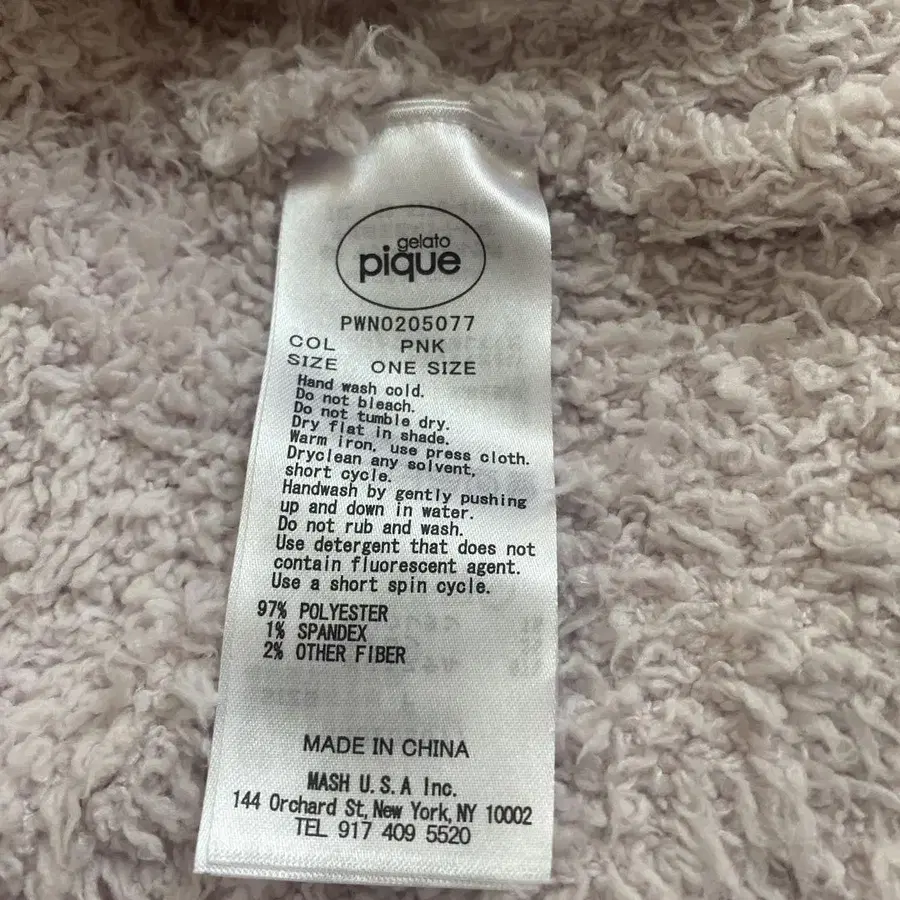 gelato
pique
PWNO205077
COL PNK
SIZE ONE SIZE
Hand wash cold.
Do not bleach.
Do not tumble dry.
Dry flat in shade.
Warm iron, use press cloth.
Dryclean any solvent,
short cycle.
Handwash by gently pushing
up and down in water.
Do not rub and wash.
Use detergent that does not
contain fluorescent agent.
Use a short spin cycle.
97% POLYESTER
1% SPANDEX
2% OTHER FIBER
MADE IN CHINA
MASH U.S.A Inc.
144 Orchard St, New York, NY 10002
TEL 917 409 5520